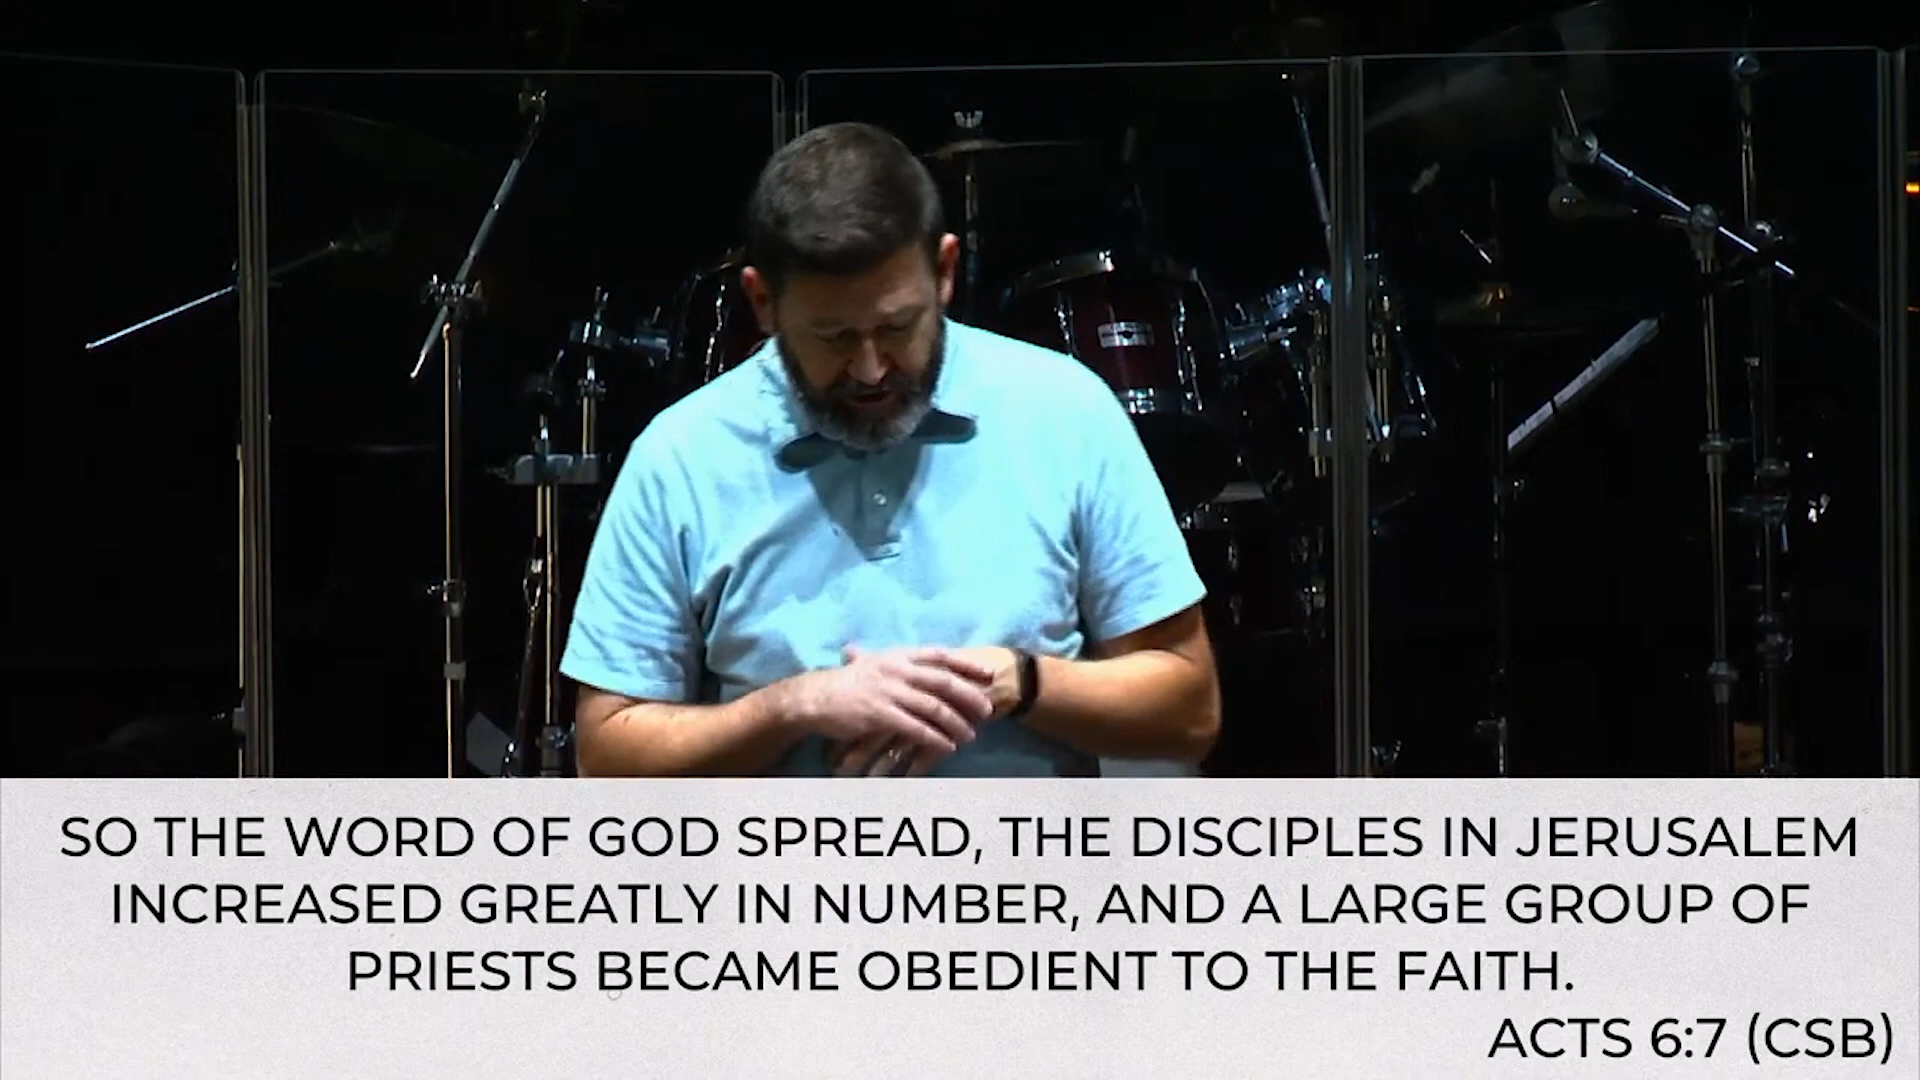 SO THE WORD OF GOD SPREAD, THE DISCIPLES IN JERUSALEM
INCREASED GREATLY IN NUMBER, AND A LARGE GROUP OF
PRIESTS BECAME OBEDIENT TO THE FAITH.
ACTS 6:7 (CSB)